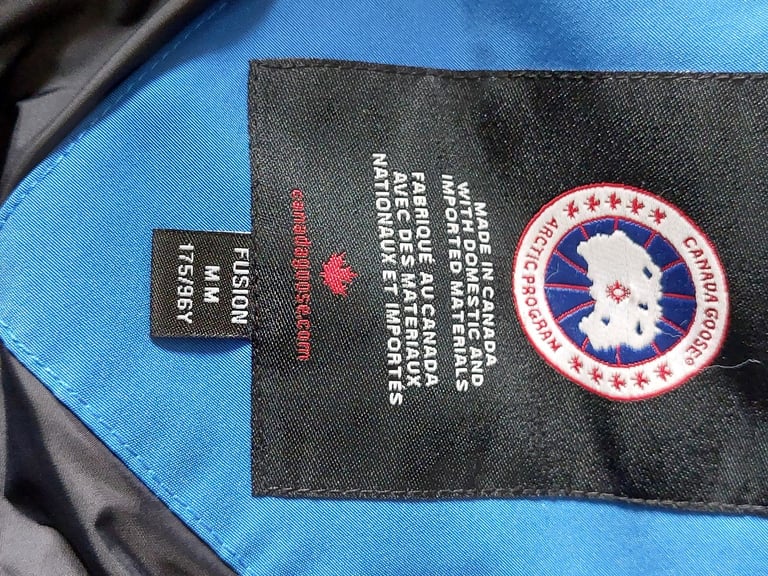 CANADA GOOSE®
ARCTIC PROGRAM
MADE IN CANADA
WITH DOMESTIC AND
IMPORTED MATERIALS
FABRIQUÉ AU CANADA
AVEC DES MATERIAUX
NATIONAUX ET IMPORTÉS
canadagoose.com
FUSION
M M
175/96Y